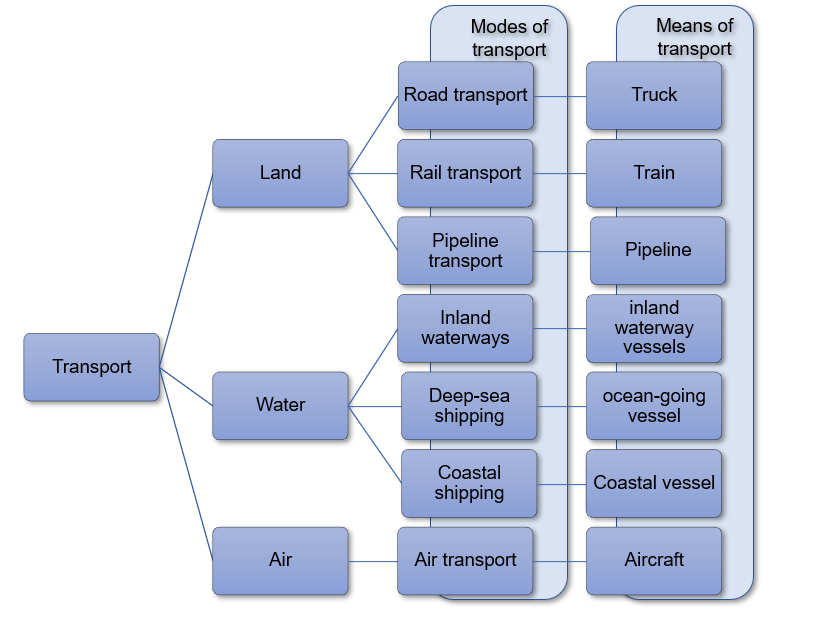 Modes of
transport
Means of
transport
Road transport
Truck
Land
Rail transport
Train
Pipeline
transport
Pipeline
Inland
waterways
inland
waterway
vessels
Transport
Water
Deep-sea
shipping
ocean-going
vessel
Coastal
shipping
Coastal vessel
Air
Air transport
Aircraft